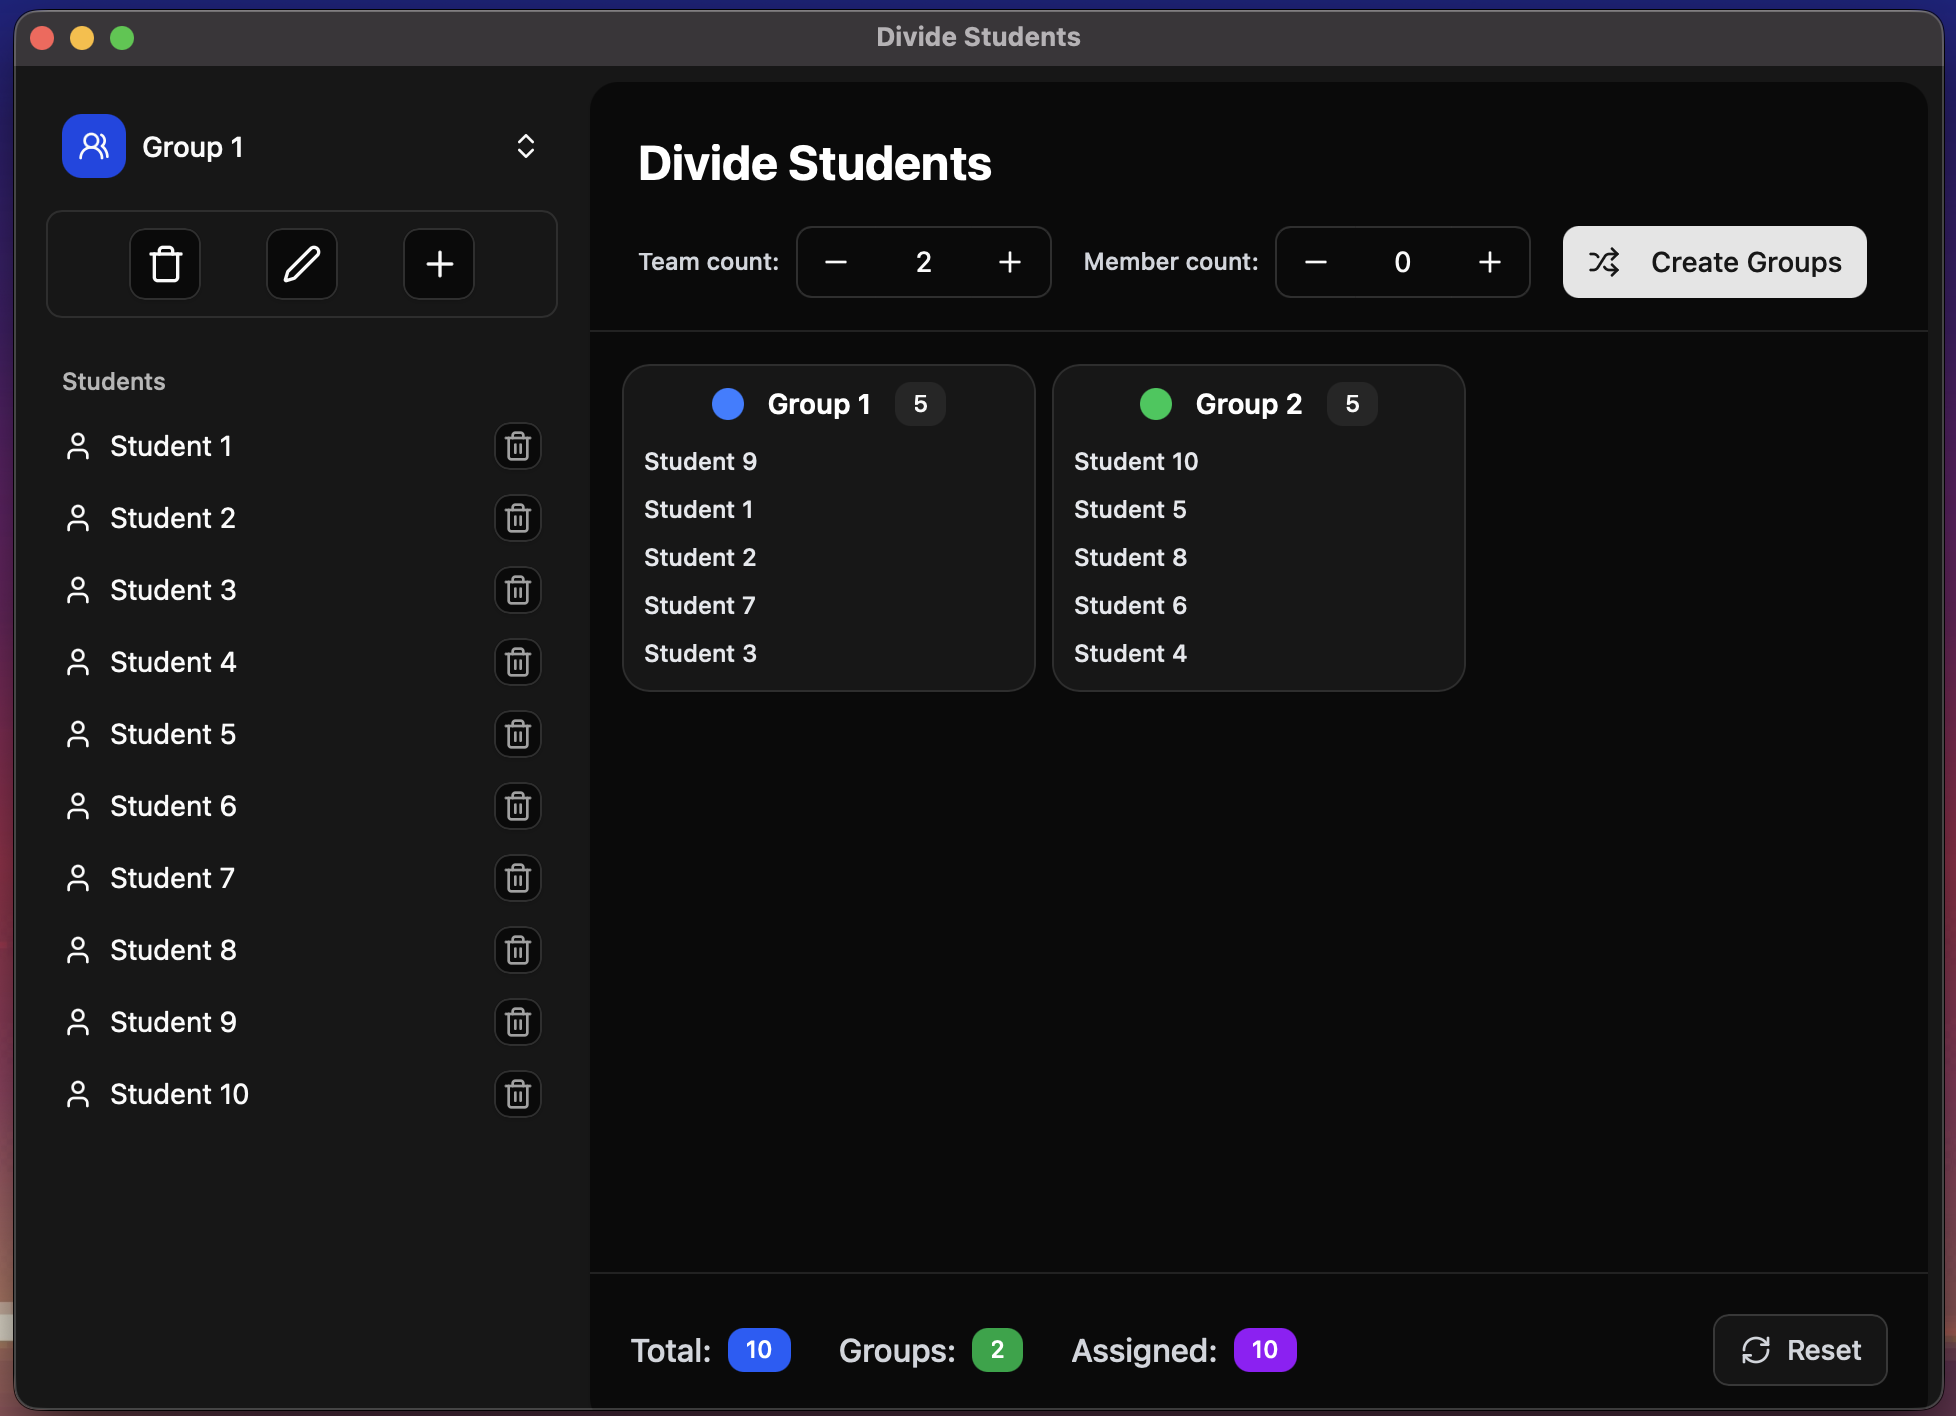 Divide Students
Group 1
Students
Student 1
Student 2
Student 3
Student 4
Student 5
Student 6
Student 7
Student 8
Student 9
Student 10
Divide Students
Team count: 2 Member count: 0 Create Groups
Group 1 5
Student 9
Student 1
Student 2
Student 7
Student 3
Group 2 5
Student 10
Student 5
Student 8
Student 6
Student 4
Total: 10 Groups: 2 Assigned: 10 Reset